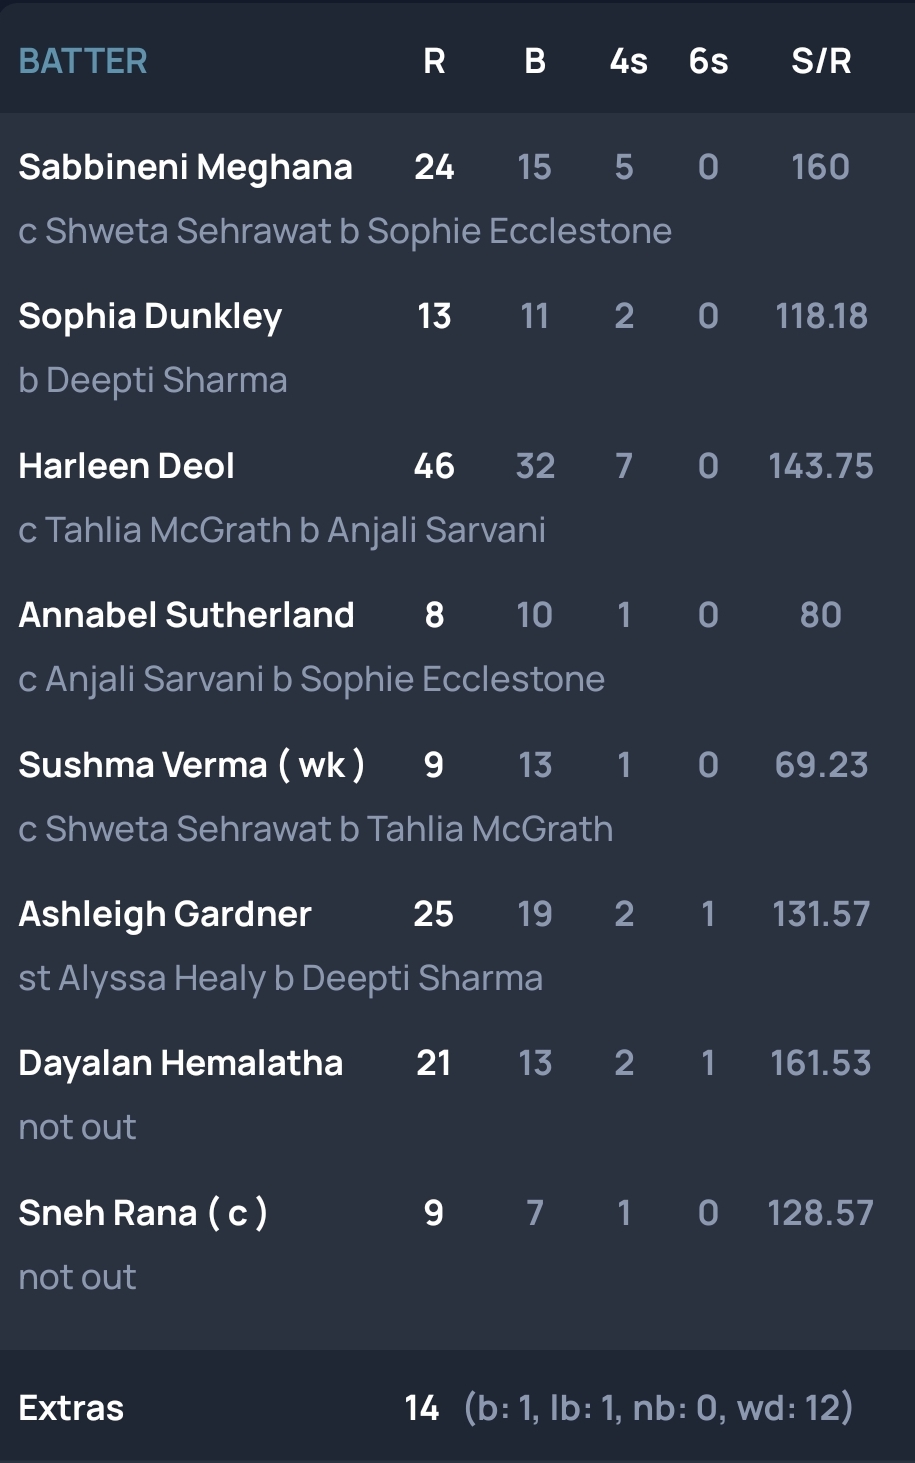 BATTER R B 4s 6s S/R
Sabbineni Meghana 24 15 5 0 160
c Shweta Sehrawat b Sophie Ecclestone
Sophia Dunkley 13 11 2 0 118.18
b Deepti Sharma
Harleen Deol 46 32 7 0 143.75
c Tahlia McGrath b Anjali Sarvani
Annabel Sutherland 8 10 1 0 80
c Anjali Sarvani b Sophie Ecclestone
Sushma Verma ( wk ) 9 13 1 0 69.23
c Shweta Sehrawat b Tahlia McGrath
Ashleigh Gardner 25 19 2 1 131.57
st Alyssa Healy b Deepti Sharma
Dayalan Hemalatha 21 13 2 1 161.53
not out
Sneh Rana ( c ) 9 7 1 0 128.57
not out
Extras 14 (b: 1, lb: 1, nb: 0, wd: 12)